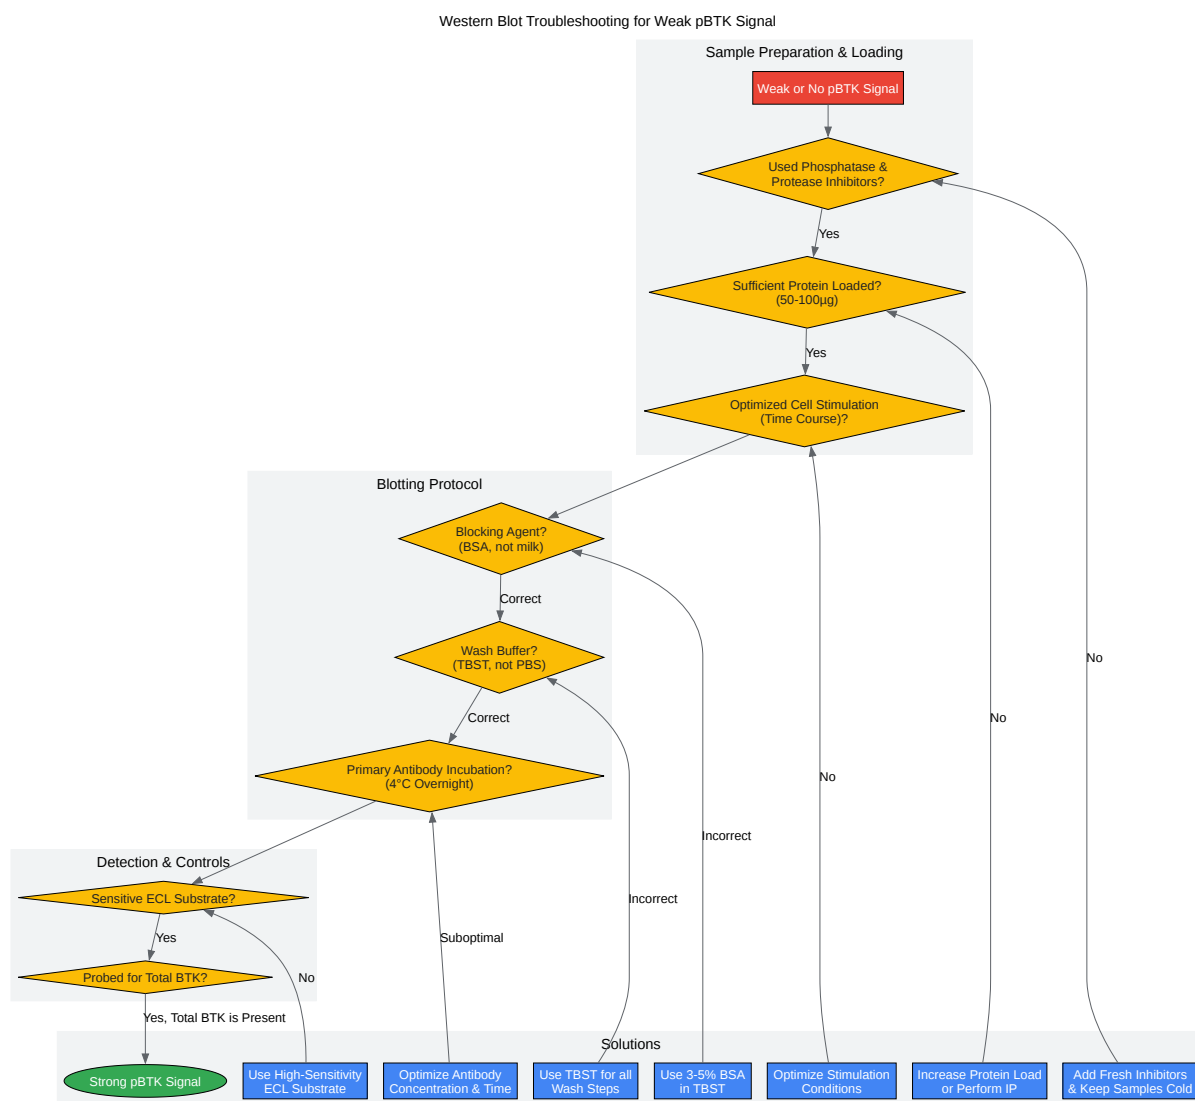 Western Blot Troubleshooting for Weak pBTK Signal
Sample Preparation & Loading
Weak or No pBTK Signal
Used Phosphatase &
Protease Inhibitors?
Yes
Sufficient Protein Loaded?
(50-100µg)
Yes
Optimized Cell Stimulation
(Time Course)?
Blotting Protocol
Blocking Agent?
(BSA, not milk)
Correct
Wash Buffer?
(TBST, not PBS)
No
Correct
No
Primary Antibody Incubation?
(4°C Overnight)
No
Incorrect
Detection & Controls
Sensitive ECL Substrate?
Incorrect
Yes
Suboptimal
Probed for Total BTK?
No
Yes, Total BTK is Present
Solutions
Strong pBTK Signal
Use High-Sensitivity
ECL Substrate
Optimize Antibody
Concentration & Time
Use TBST for all
Wash Steps
Use 3-5% BSA
in TBST
Optimize Stimulation
Conditions
Increase Protein Load
or Perform IP
Add Fresh Inhibitors
& Keep Samples Cold